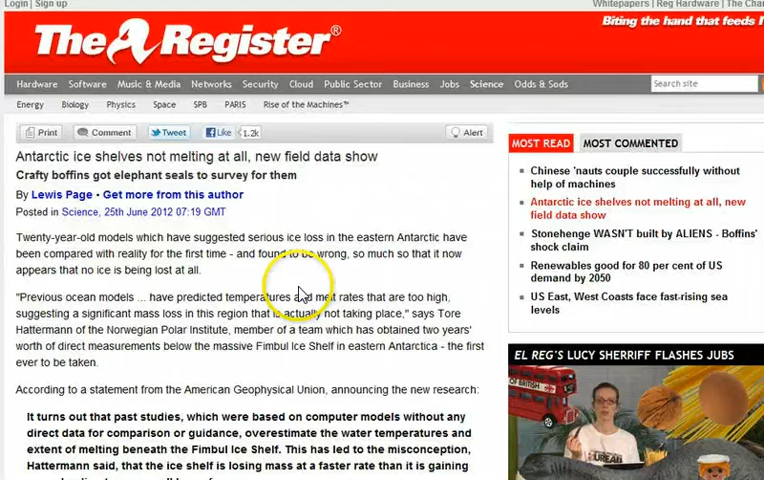 Login | Sign up
Whitepapers | Reg Hardware | The Cha
The Register®
Biting the hand that feeds
Hardware Software Music & Media Networks Security Cloud Public Sector Business Jobs Science Odds & Sods
Search site
Energy Biology Physics Space SPB PARIS Rise of the Machines™
Print Comment Tweet Like 1.2k Alert
Antarctic ice shelves not melting at all, new field data show
Crafty boffins got elephant seals to survey for them
By Lewis Page • Get more from this author
Posted in Science, 25th June 2012 07:19 GMT
Twenty-year-old models which have suggested serious ice loss in the eastern Antarctic have
been compared with reality for the first time - and found to be wrong, so much so that it now
appears that no ice is being lost at all.
"Previous ocean models ... have predicted temperatures and melt rates that are too high,
suggesting a significant mass loss in this region that is actually not taking place," says Tore
Hattermann of the Norwegian Polar Institute, member of a team which has obtained two years'
worth of direct measurements below the massive Fimbul Ice Shelf in eastern Antarctica - the first
ever to be taken.
According to a statement from the American Geophysical Union, announcing the new research:
It turns out that past studies, which were based on computer models without any
direct data for comparison or guidance, overestimate the water temperatures and
extent of melting beneath the Fimbul Ice Shelf. This has led to the misconception,
Hattermann said, that the ice shelf is losing mass at a faster rate than it is gaining
MOST READ MOST COMMENTED
Chinese 'nauts couple successfully without
help of machines
Antarctic ice shelves not melting at all, new
field data show
Stonehenge WASN'T built by ALIENS - Boffins'
shock claim
Renewables good for 80 per cent of US
demand by 2050
US East, West Coasts face fast-rising sea
levels
EL REG'S LUCY SHERRIFF FLASHES JUBS